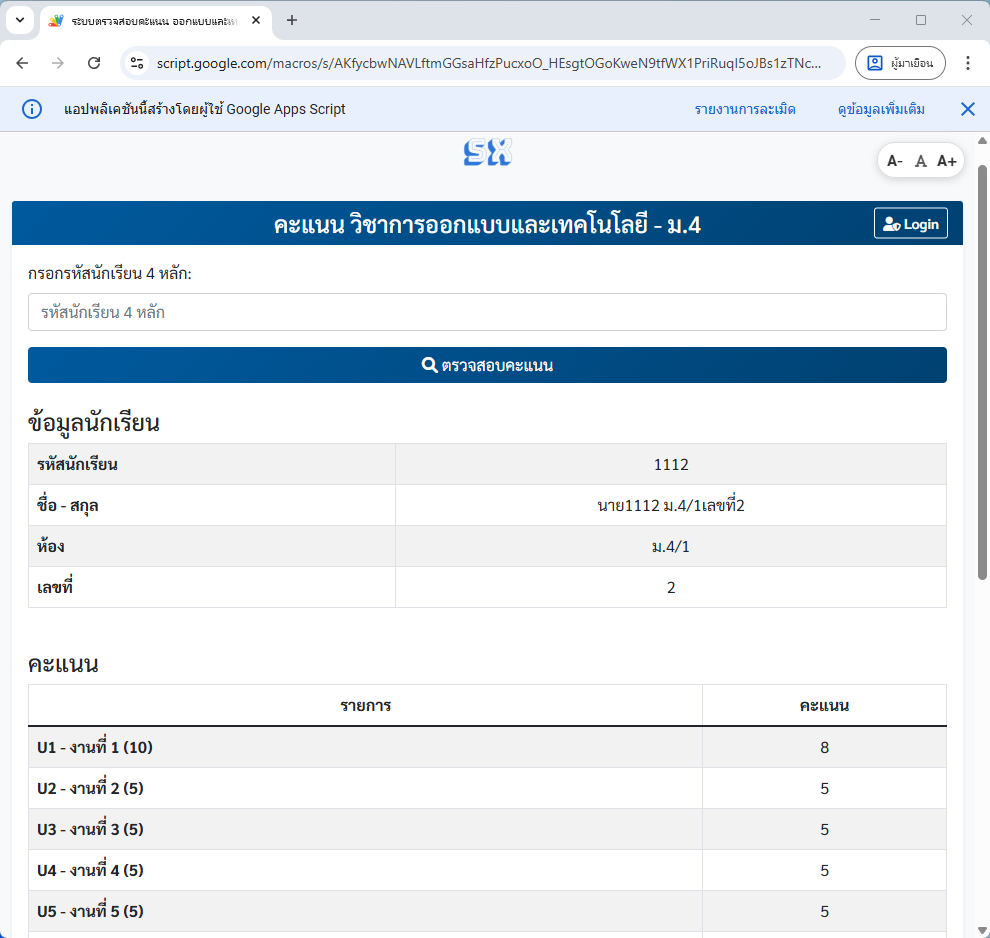 ระบบตรวจสอบคะแนน ออกแบบและเท
script.google.com/macros/s/AKfycbwNAVLftmGGsaHfzPucxoO_HEsgtOGoKweN9tfWX1PriRuqI5oJBs1zTNc...
ผู้มาเยือน
แอปพลิเคชันนี้สร้างโดยผู้ใช้ Google Apps Script
รายงานการละเมิด
ดูข้อมูลเพิ่มเติม
SX
A- A A+
คะแนน วิชาการออกแบบและเทคโนโลยี - ม.4
Login
กรอกรหัสนักเรียน 4 หลัก:
รหัสนักเรียน 4 หลัก
ตรวจสอบคะแนน
ข้อมูลนักเรียน
รหัสนักเรียน 1112
ชื่อ - สกุล นาย1112 ม.4/1เลขที่2
ห้อง ม.4/1
เลขที่ 2
คะแนน
รายการ คะแนน
U1 - งานที่ 1 (10) 8
U2 - งานที่ 2 (5) 5
U3 - งานที่ 3 (5) 5
U4 - งานที่ 4 (5) 5
U5 - งานที่ 5 (5) 5